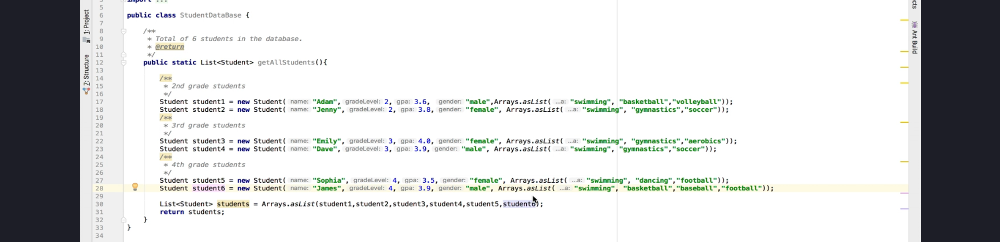 import ...
5
6 public class StudentDataBase {
7
8 /**
9 * Total of 6 students in the database.
10 * @return
11 */
12 public static List<Student> getAllStudents(){
13
14 /**
15 * 2nd grade students
16 */
17 Student student1 = new Student( name: "Adam", gradeLevel: 2, gpa: 3.6, gender: "male",Arrays.asList( ...a: "swimming", "basketball","volleyball"));
18 Student student2 = new Student( name: "Jenny", gradeLevel: 2, gpa: 3.8, gender: "female", Arrays.asList( ...a: "swimming", "gymnastics","soccer"));
19 /**
20 * 3rd grade students
21 */
22 Student student3 = new Student( name: "Emily", gradeLevel: 3, gpa: 4.0, gender: "female", Arrays.asList( ...a: "swimming", "gymnastics","aerobics"));
23 Student student4 = new Student( name: "Dave", gradeLevel: 3, gpa: 3.9, gender: "male", Arrays.asList( ...a: "swimming", "gymnastics","soccer"));
24 /**
25 * 4th grade students
26 */
27 Student student5 = new Student( name: "Sophia", gradeLevel: 4, gpa: 3.5, gender: "female", Arrays.asList( ...a: "swimming", "dancing","football"));
28 Student student6 = new Student( name: "James", gradeLevel: 4, gpa: 3.9, gender: "male", Arrays.asList( ...a: "swimming", "basketball","baseball","football"));
29
30 List<Student> students = Arrays.asList(student1,student2,student3,student4,student5,student6);
31 return students;
32 }
33 }
34
1: Project
Z: Structure
Ant Build